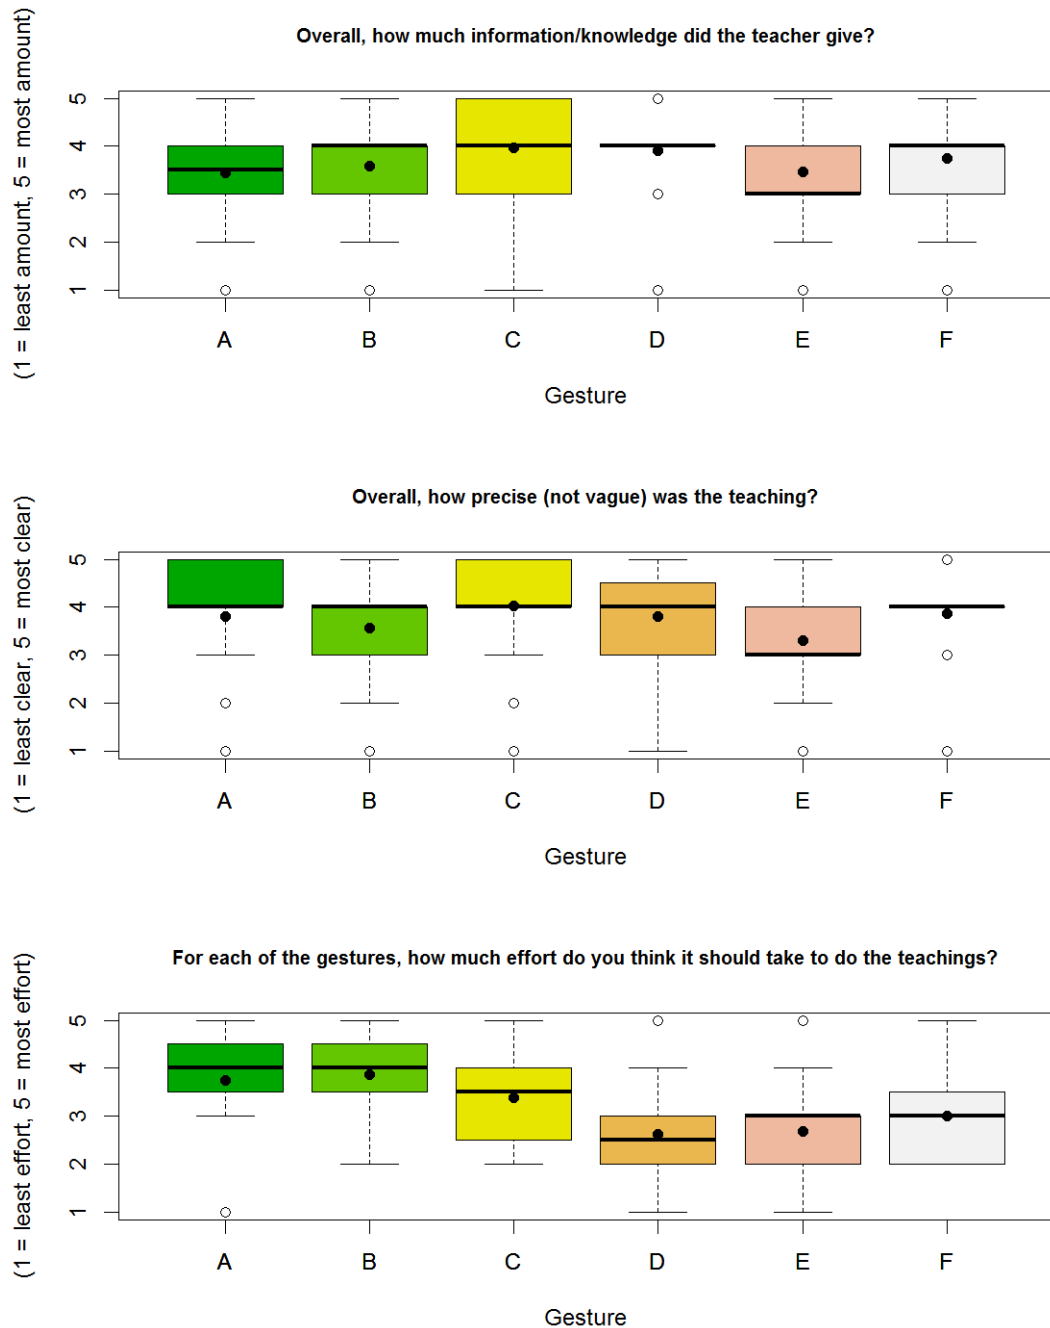 Overall, how much information/knowledge did the teacher give?
(1 = least amount, 5 = most amount)
5
4
3
2
1
A B C D E F
Gesture
Overall, how precise (not vague) was the teaching?
(1 = least clear, 5 = most clear)
5
4
3
2
1
A B C D E F
Gesture
For each of the gestures, how much effort do you think it should take to do the teachings?
(1 = least effort, 5 = most effort)
5
4
3
2
1
A B C D E F
Gesture